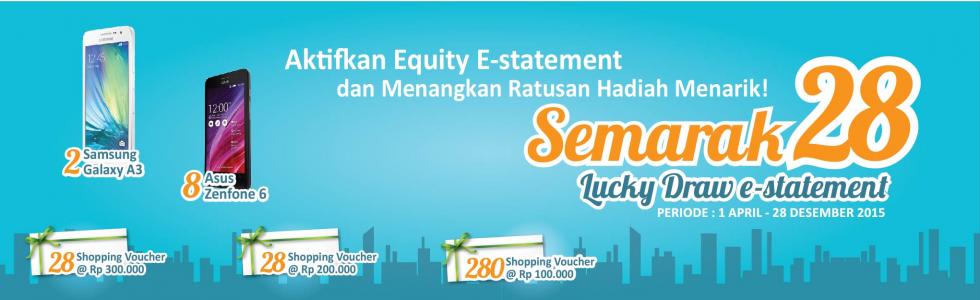 Aktifkan Equity E-statement
dan Menangkan Ratusan Hadiah Menarik!
Semarak 28
Lucky Draw e-statement
PERIODE : 1 APRIL - 28 DESEMBER 2015
2 Samsung
Galaxy A3
8 Asus
Zenfone 6
28 Shopping Voucher
@ Rp 300.000
28 Shopping Voucher
@ Rp 200.000
280 Shopping Voucher
@ Rp 100.000